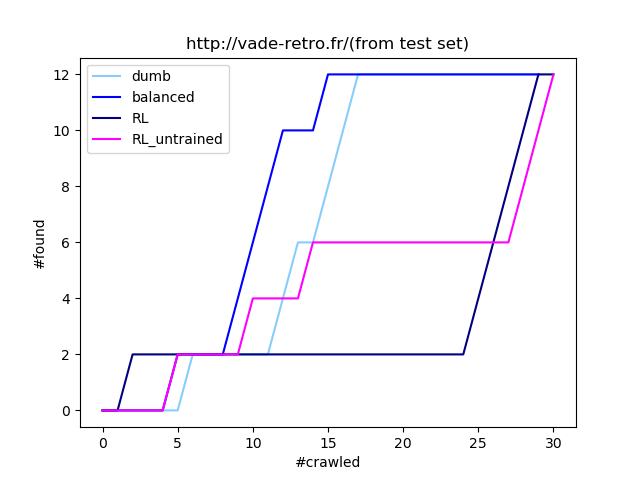 http://vade-retro.fr/(from test set)
dumb
balanced
RL
RL_untrained
12
10
8
6
4
2
0
#found
0 5 10 15 20 25 30
#crawled